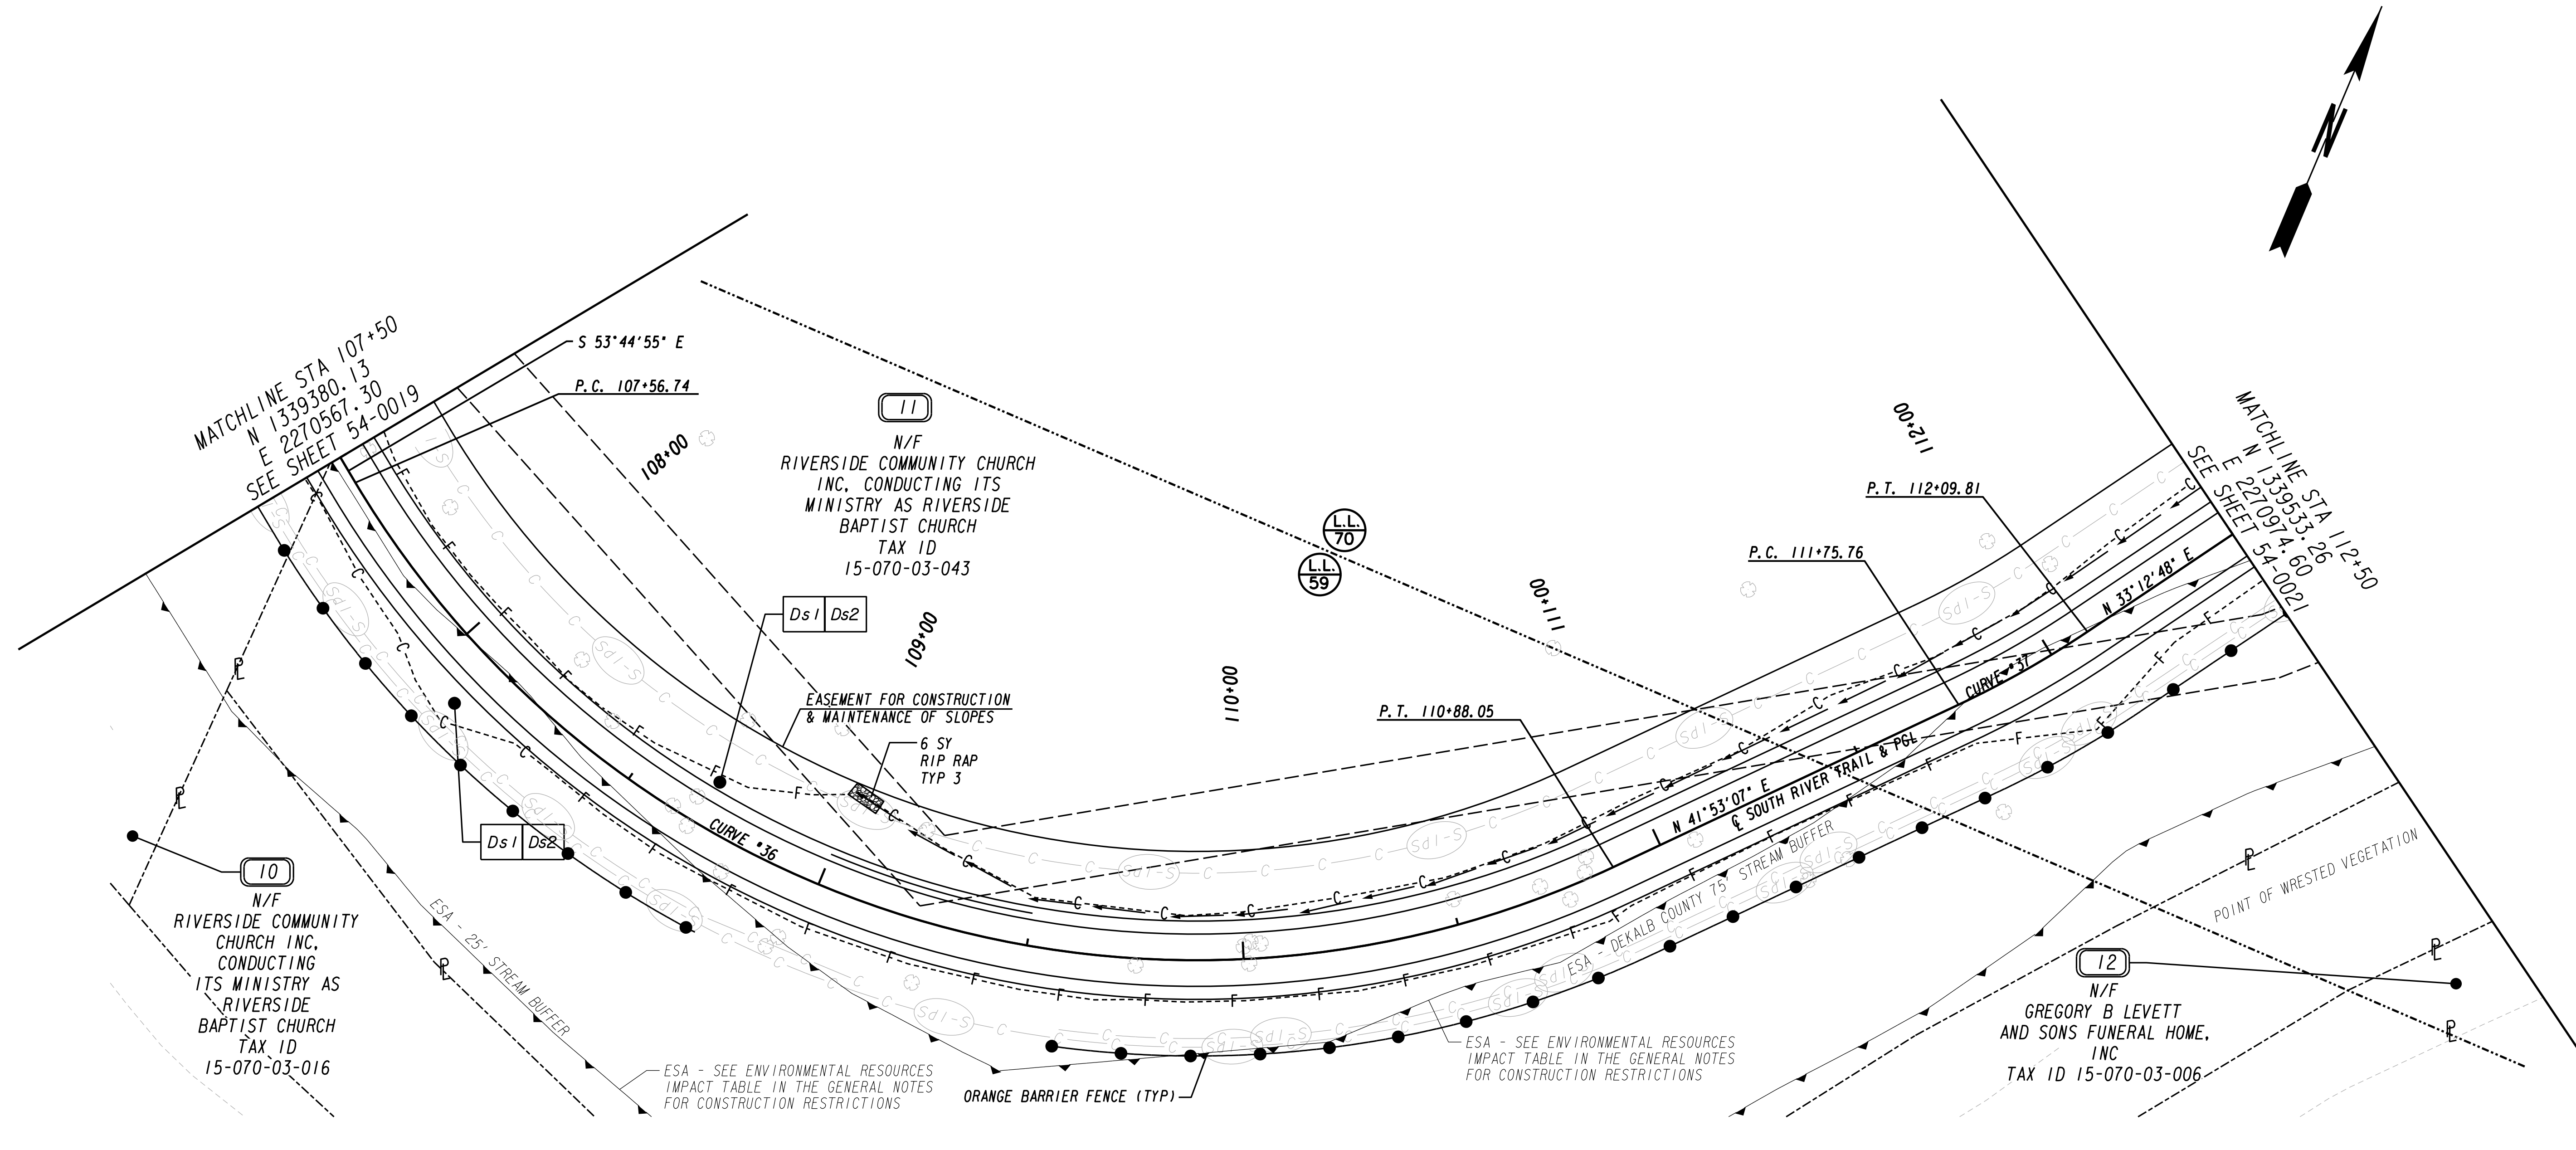 MATCHLINE STA 107+50
N 1339380.13
E 2270567.30
SEE SHEET 54-0019
S 53°44'55" E
P.C. 107+56.74
108+00
11
N/F
RIVERSIDE COMMUNITY CHURCH
INC, CONDUCTING ITS
MINISTRY AS RIVERSIDE
BAPTIST CHURCH
TAX ID
15-070-03-043
Ds1 Ds2
109+00
EASEMENT FOR CONSTRUCTION
& MAINTENANCE OF SLOPES
6 SY
RIP RAP
TYP 3
110+00
L.L.
70
L.L.
59
111+00
112+00
P.T. 110+88.05
P.C. 111+75.76
P.T. 112+09.81
N
MATCHLINE STA 112+50
N 1339533.26
E 2270974.60
SEE SHEET 54-0021
N 33°12'48" E
CURVE #37
N 41°53'07" E
℄ SOUTH RIVER TRAIL & PGL
CURVE #36
Ds1 Ds2
10
N/F
RIVERSIDE COMMUNITY
CHURCH INC,
CONDUCTING
ITS MINISTRY AS
RIVERSIDE
BAPTIST CHURCH
TAX ID
15-070-03-016
ESA - 25' STREAM BUFFER
ESA - SEE ENVIRONMENTAL RESOURCES
IMPACT TABLE IN THE GENERAL NOTES
FOR CONSTRUCTION RESTRICTIONS
ORANGE BARRIER FENCE (TYP)
ESA - DEKALB COUNTY 75' STREAM BUFFER
ESA - SEE ENVIRONMENTAL RESOURCES
IMPACT TABLE IN THE GENERAL NOTES
FOR CONSTRUCTION RESTRICTIONS
POINT OF WRESTED VEGETATION
12
N/F
GREGORY B LEVETT
AND SONS FUNERAL HOME,
INC
TAX ID 15-070-03-006
Sd1-S